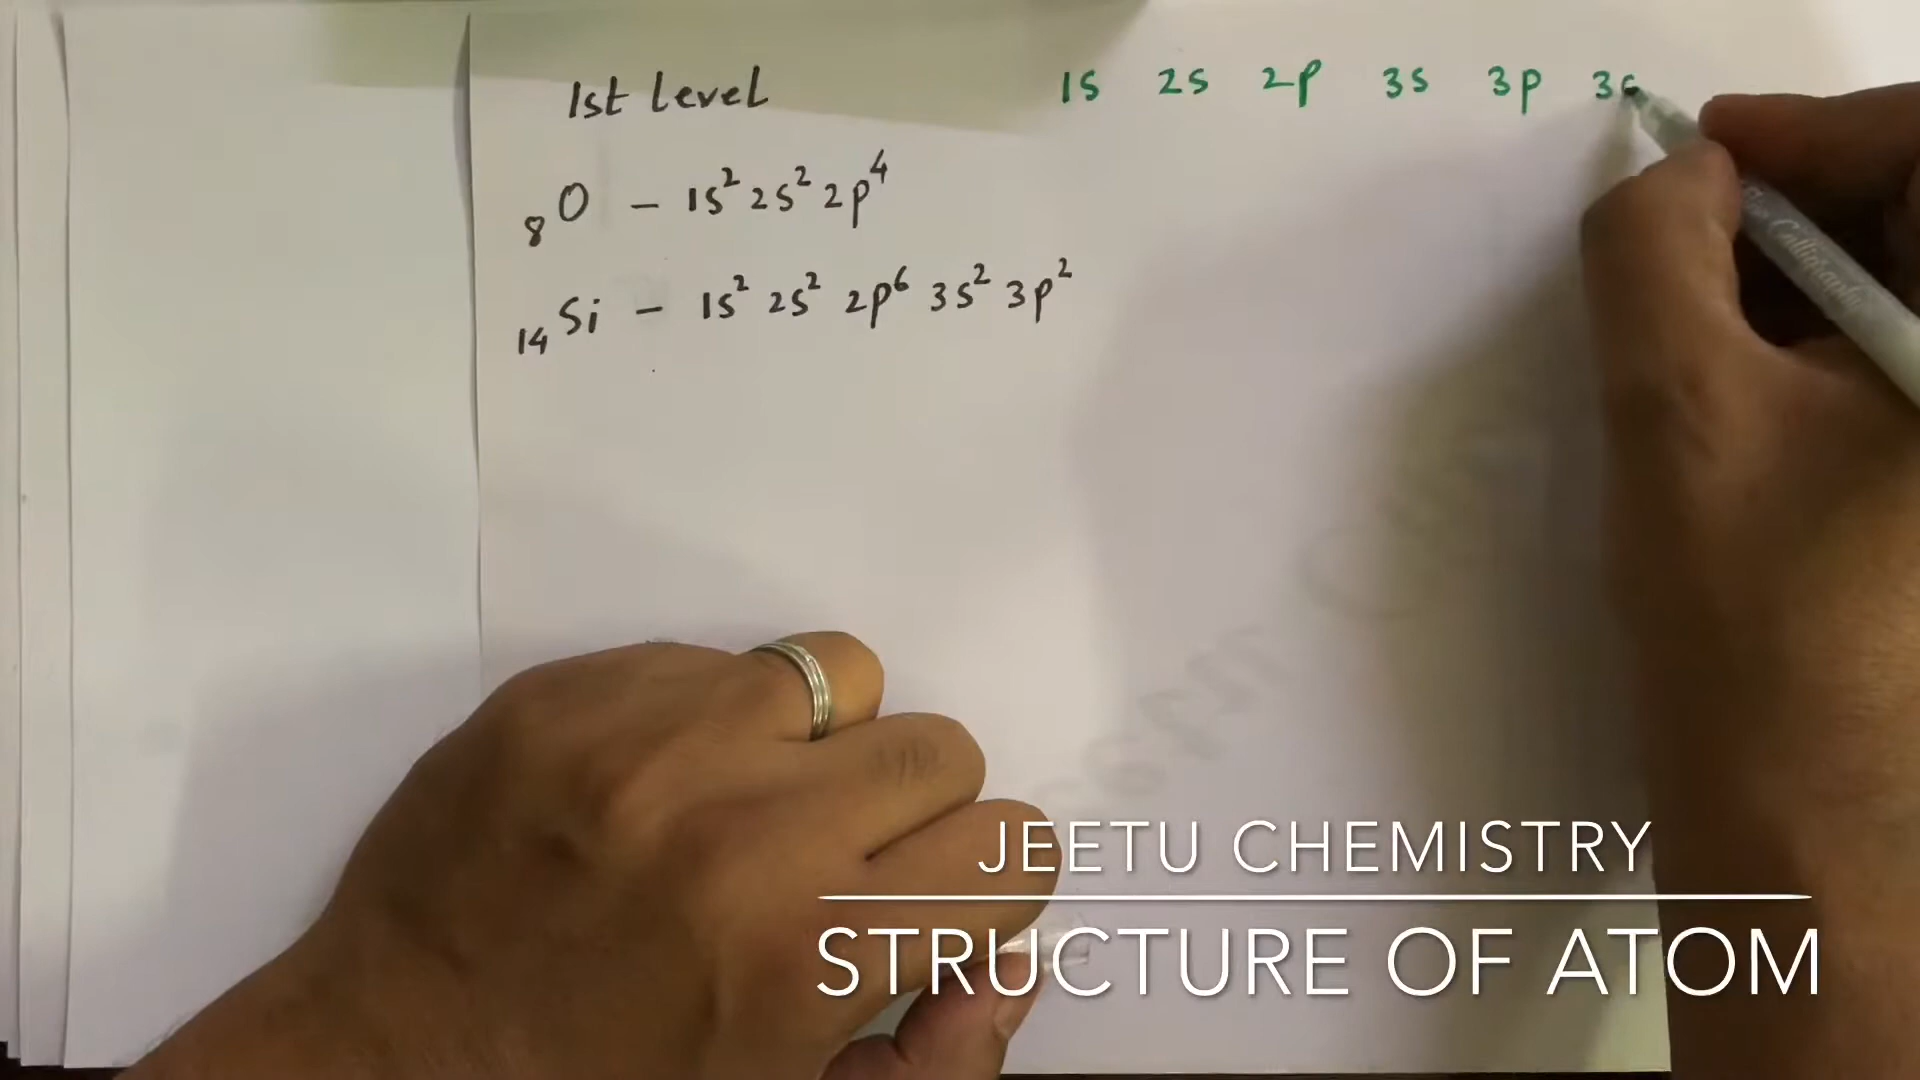 1st level
1s 2s 2p 3s 3p
₈O – 1s² 2s² 2p⁴
₁₄Si – 1s² 2s² 2p⁶ 3s² 3p²
Calligraphy
JEETU CHEMISTRY
STRUCTURE OF ATOM